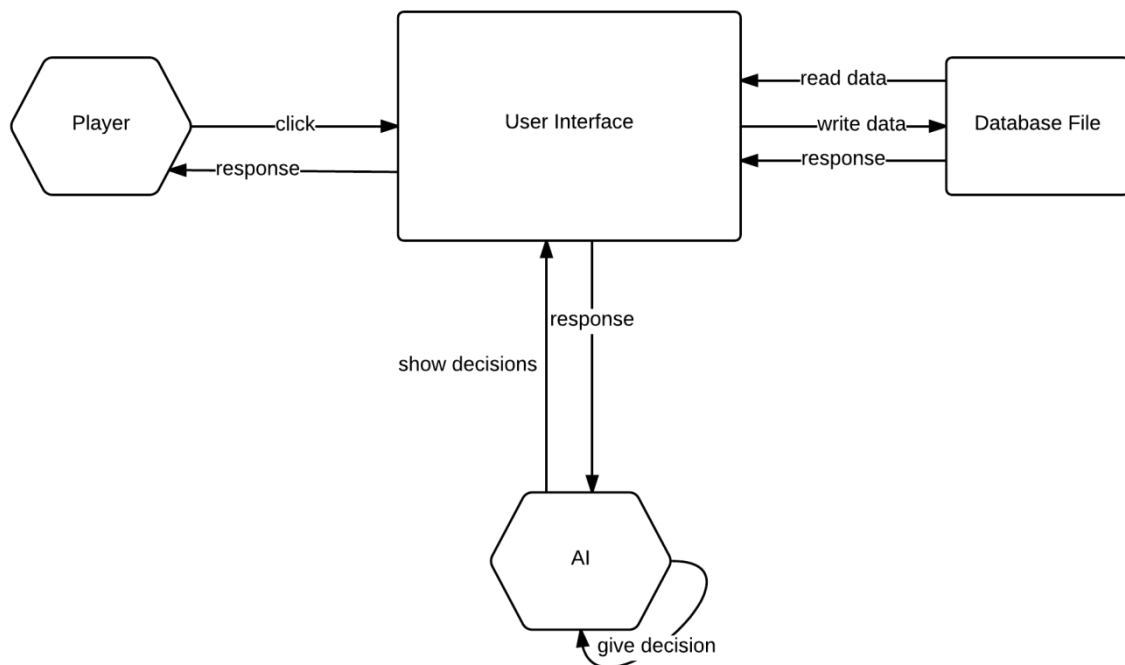 Player
click
response
User Interface
read data
write data
response
Database File
response
show decisions
AI
give decision